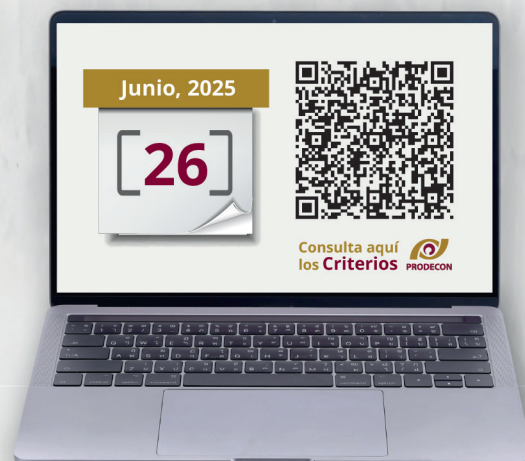 Junio, 2025
[26]
Consulta aquí
los Criterios
PRODECON